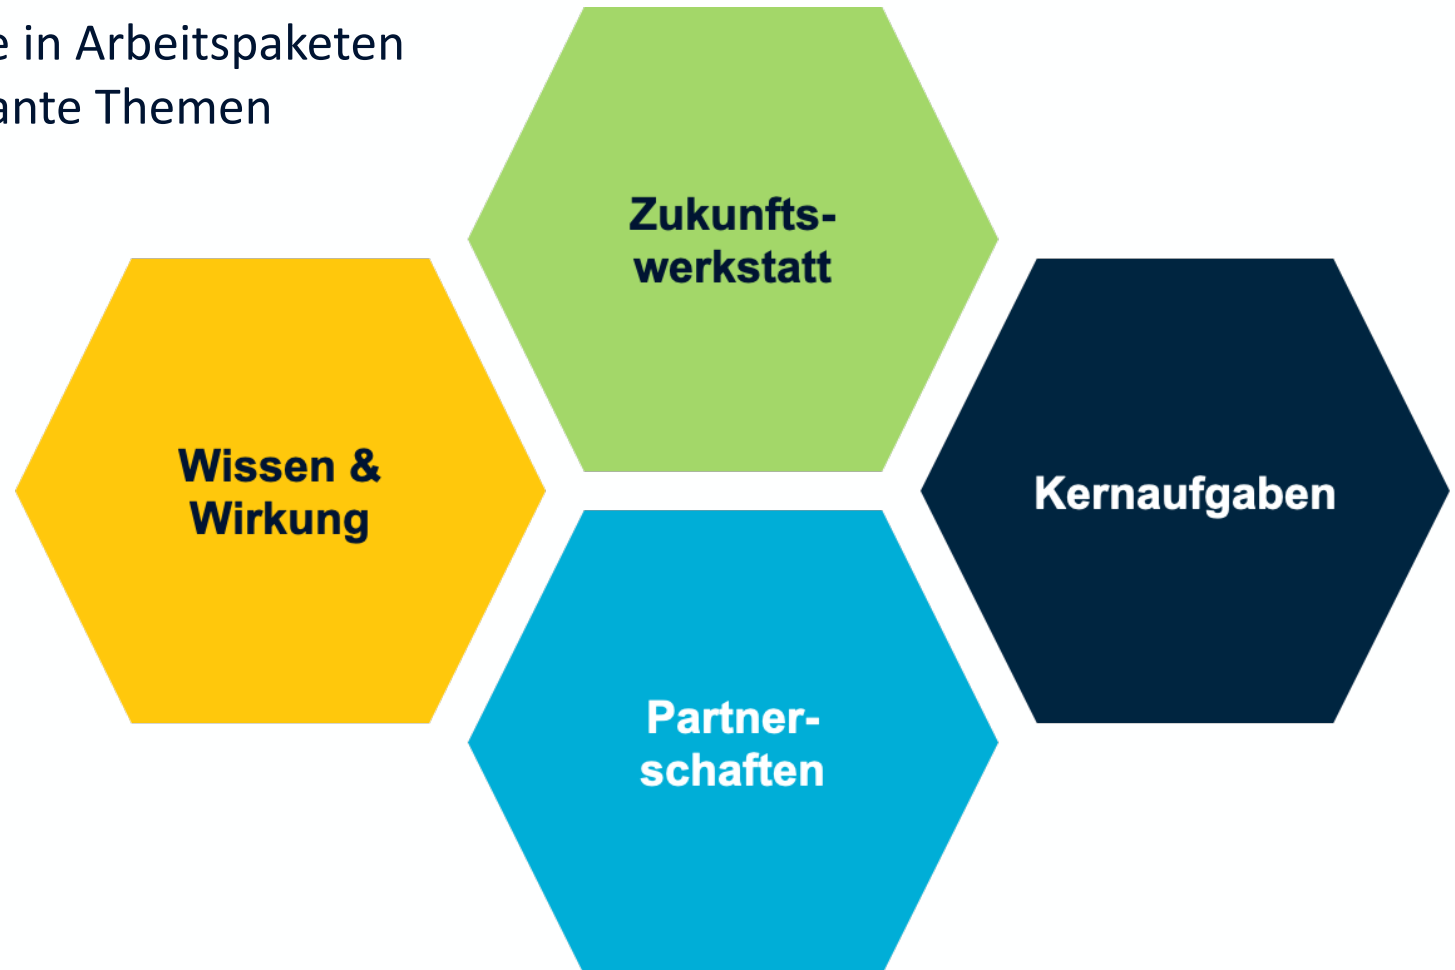 e in Arbeitspaketen
ante Themen
Zukunfts-
werkstatt
Wissen &
Wirkung
Kernaufgaben
Partner-
schaften